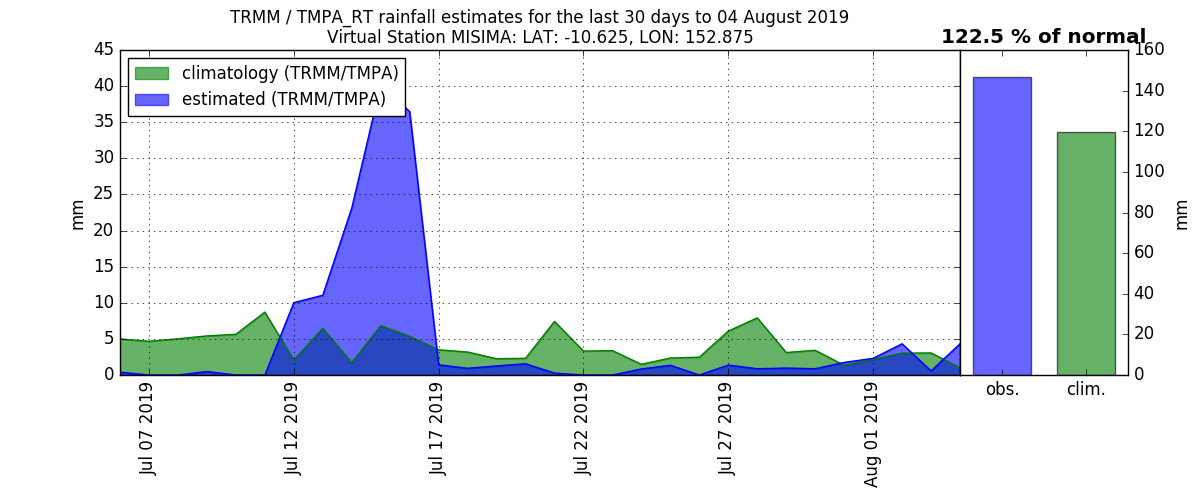 TRMM / TMPA_RT rainfall estimates for the last 30 days to 04 August 2019
Virtual Station MISIMA: LAT: -10.625, LON: 152.875
122.5 % of normal
climatology (TRMM/TMPA)
estimated (TRMM/TMPA)
mm
45
40
35
30
25
20
15
10
5
0
Jul 07 2019
Jul 12 2019
Jul 17 2019
Jul 22 2019
Jul 27 2019
Aug 01 2019
obs.
clim.
160
140
120
100
80
60
40
20
0
mm